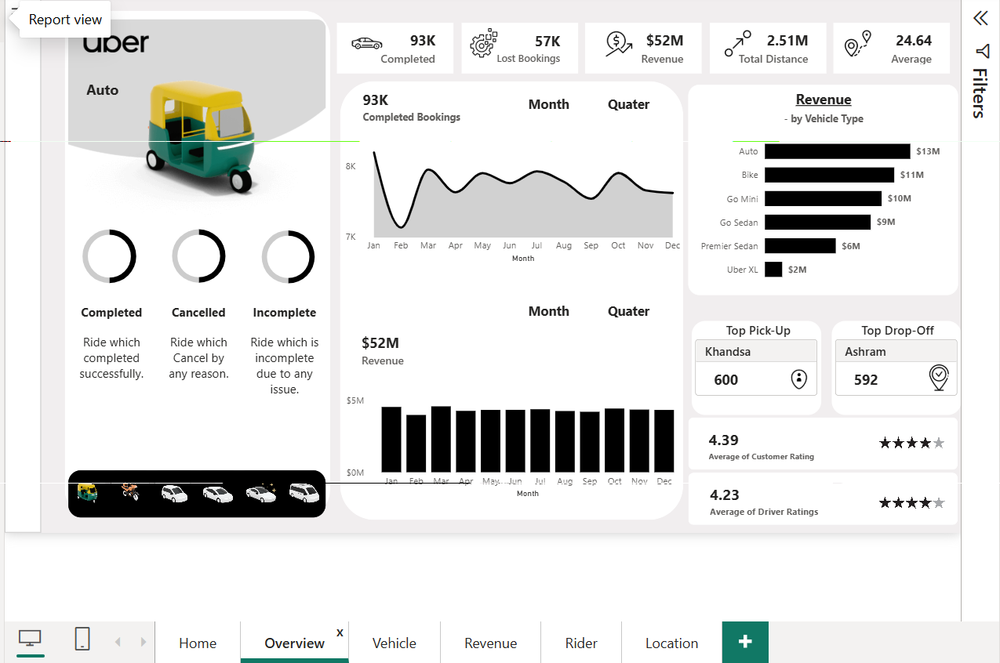 Report view
uber
Auto
93K
Completed
57K
Lost Bookings
$52M
Revenue
2.51M
Total Distance
24.64
Average
Filters
93K
Completed Bookings
Month
Quater
8K
7K
Jan Feb Mar Apr May Jun Jul Aug Sep Oct Nov Dec
Month
Revenue
- by Vehicle Type
Auto $13M
Bike $11M
Go Mini $10M
Go Sedan $9M
Premier Sedan $6M
Uber XL $2M
Completed
Ride which
completed
successfully.
Cancelled
Ride which
Cancel by
any reason.
Incomplete
Ride which is
incomplete
due to any
issue.
Month
Quater
$52M
Revenue
$5M
$0M
Jan Feb Mar Apr May Jun Jul Aug Sep Oct Nov Dec
Month
Top Pick-Up
Khandsa
600
Top Drop-Off
Ashram
592
4.39
Average of Customer Rating
4.23
Average of Driver Ratings
Home
Overview
x
Vehicle
Revenue
Rider
Location
+